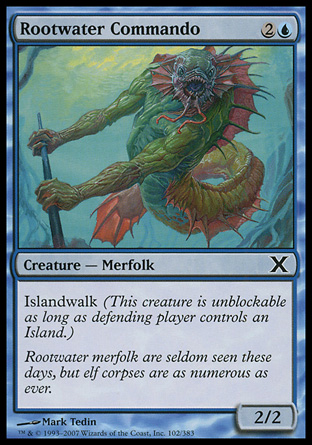 Rootwater Commando 2
Creature — Merfolk X
Islandwalk (This creature is unblockable
as long as defending player controls an
Island.)
Rootwater merfolk are seldom seen these
days, but elf corpses are as numerous as
ever.
Mark Tedin
™ & © 1993–2007 Wizards of the Coast, Inc. 102/383
2/2